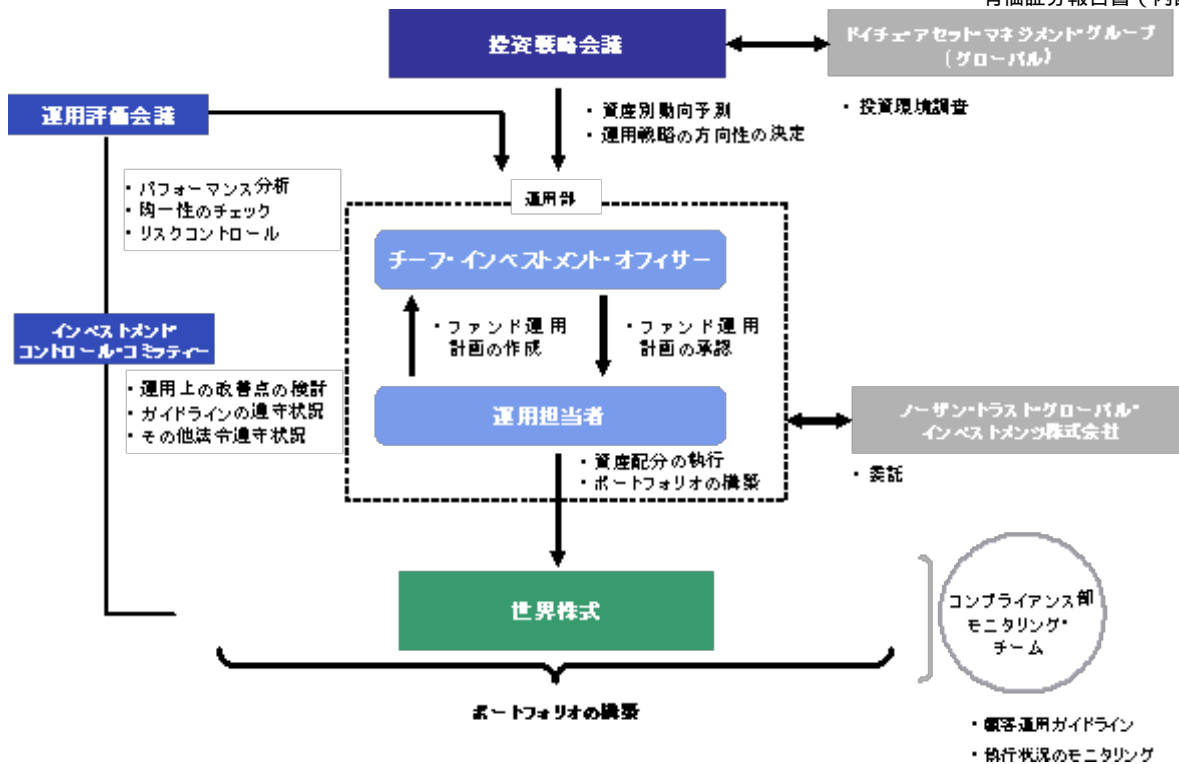 投資戦略会議
ドイチェ・アセット・マネジメント・グループ
(グローバル)
運用評価会議
・資産別動向予測
・運用戦略の方向性の決定
・投資環境調査
・パフォーマンス分析
・均一性のチェック
・リスクコントロール
運用部
チーフ・インベストメント・オフィサー
・ファンド運用
計画の作成
・ファンド運用
計画の承認
インベストメント
コントロール・コミッティー
・運用上の改善点の検討
・ガイドラインの遵守状況
・その他法令遵守状況
運用担当者
ノーザン・トラスト・グローバル・
インベストメンツ株式会社
・資産配分の執行
・ポートフォリオの構築
・委託
世界株式
コンプライアンス部
モニタリング・
チーム
ポートフォリオの構築
・顧客運用ガイドライン
・執行状況のモニタリング